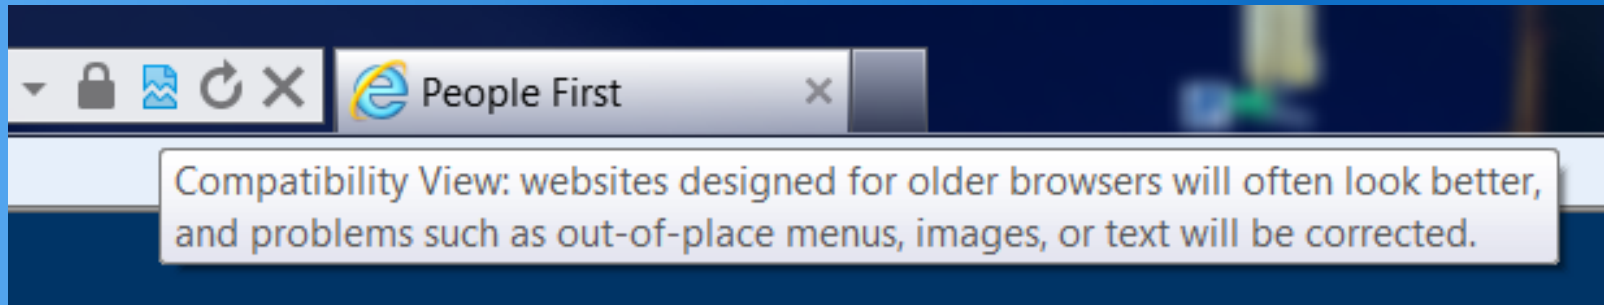 People First
Compatibility View: websites designed for older browsers will often look better,
and problems such as out-of-place menus, images, or text will be corrected.